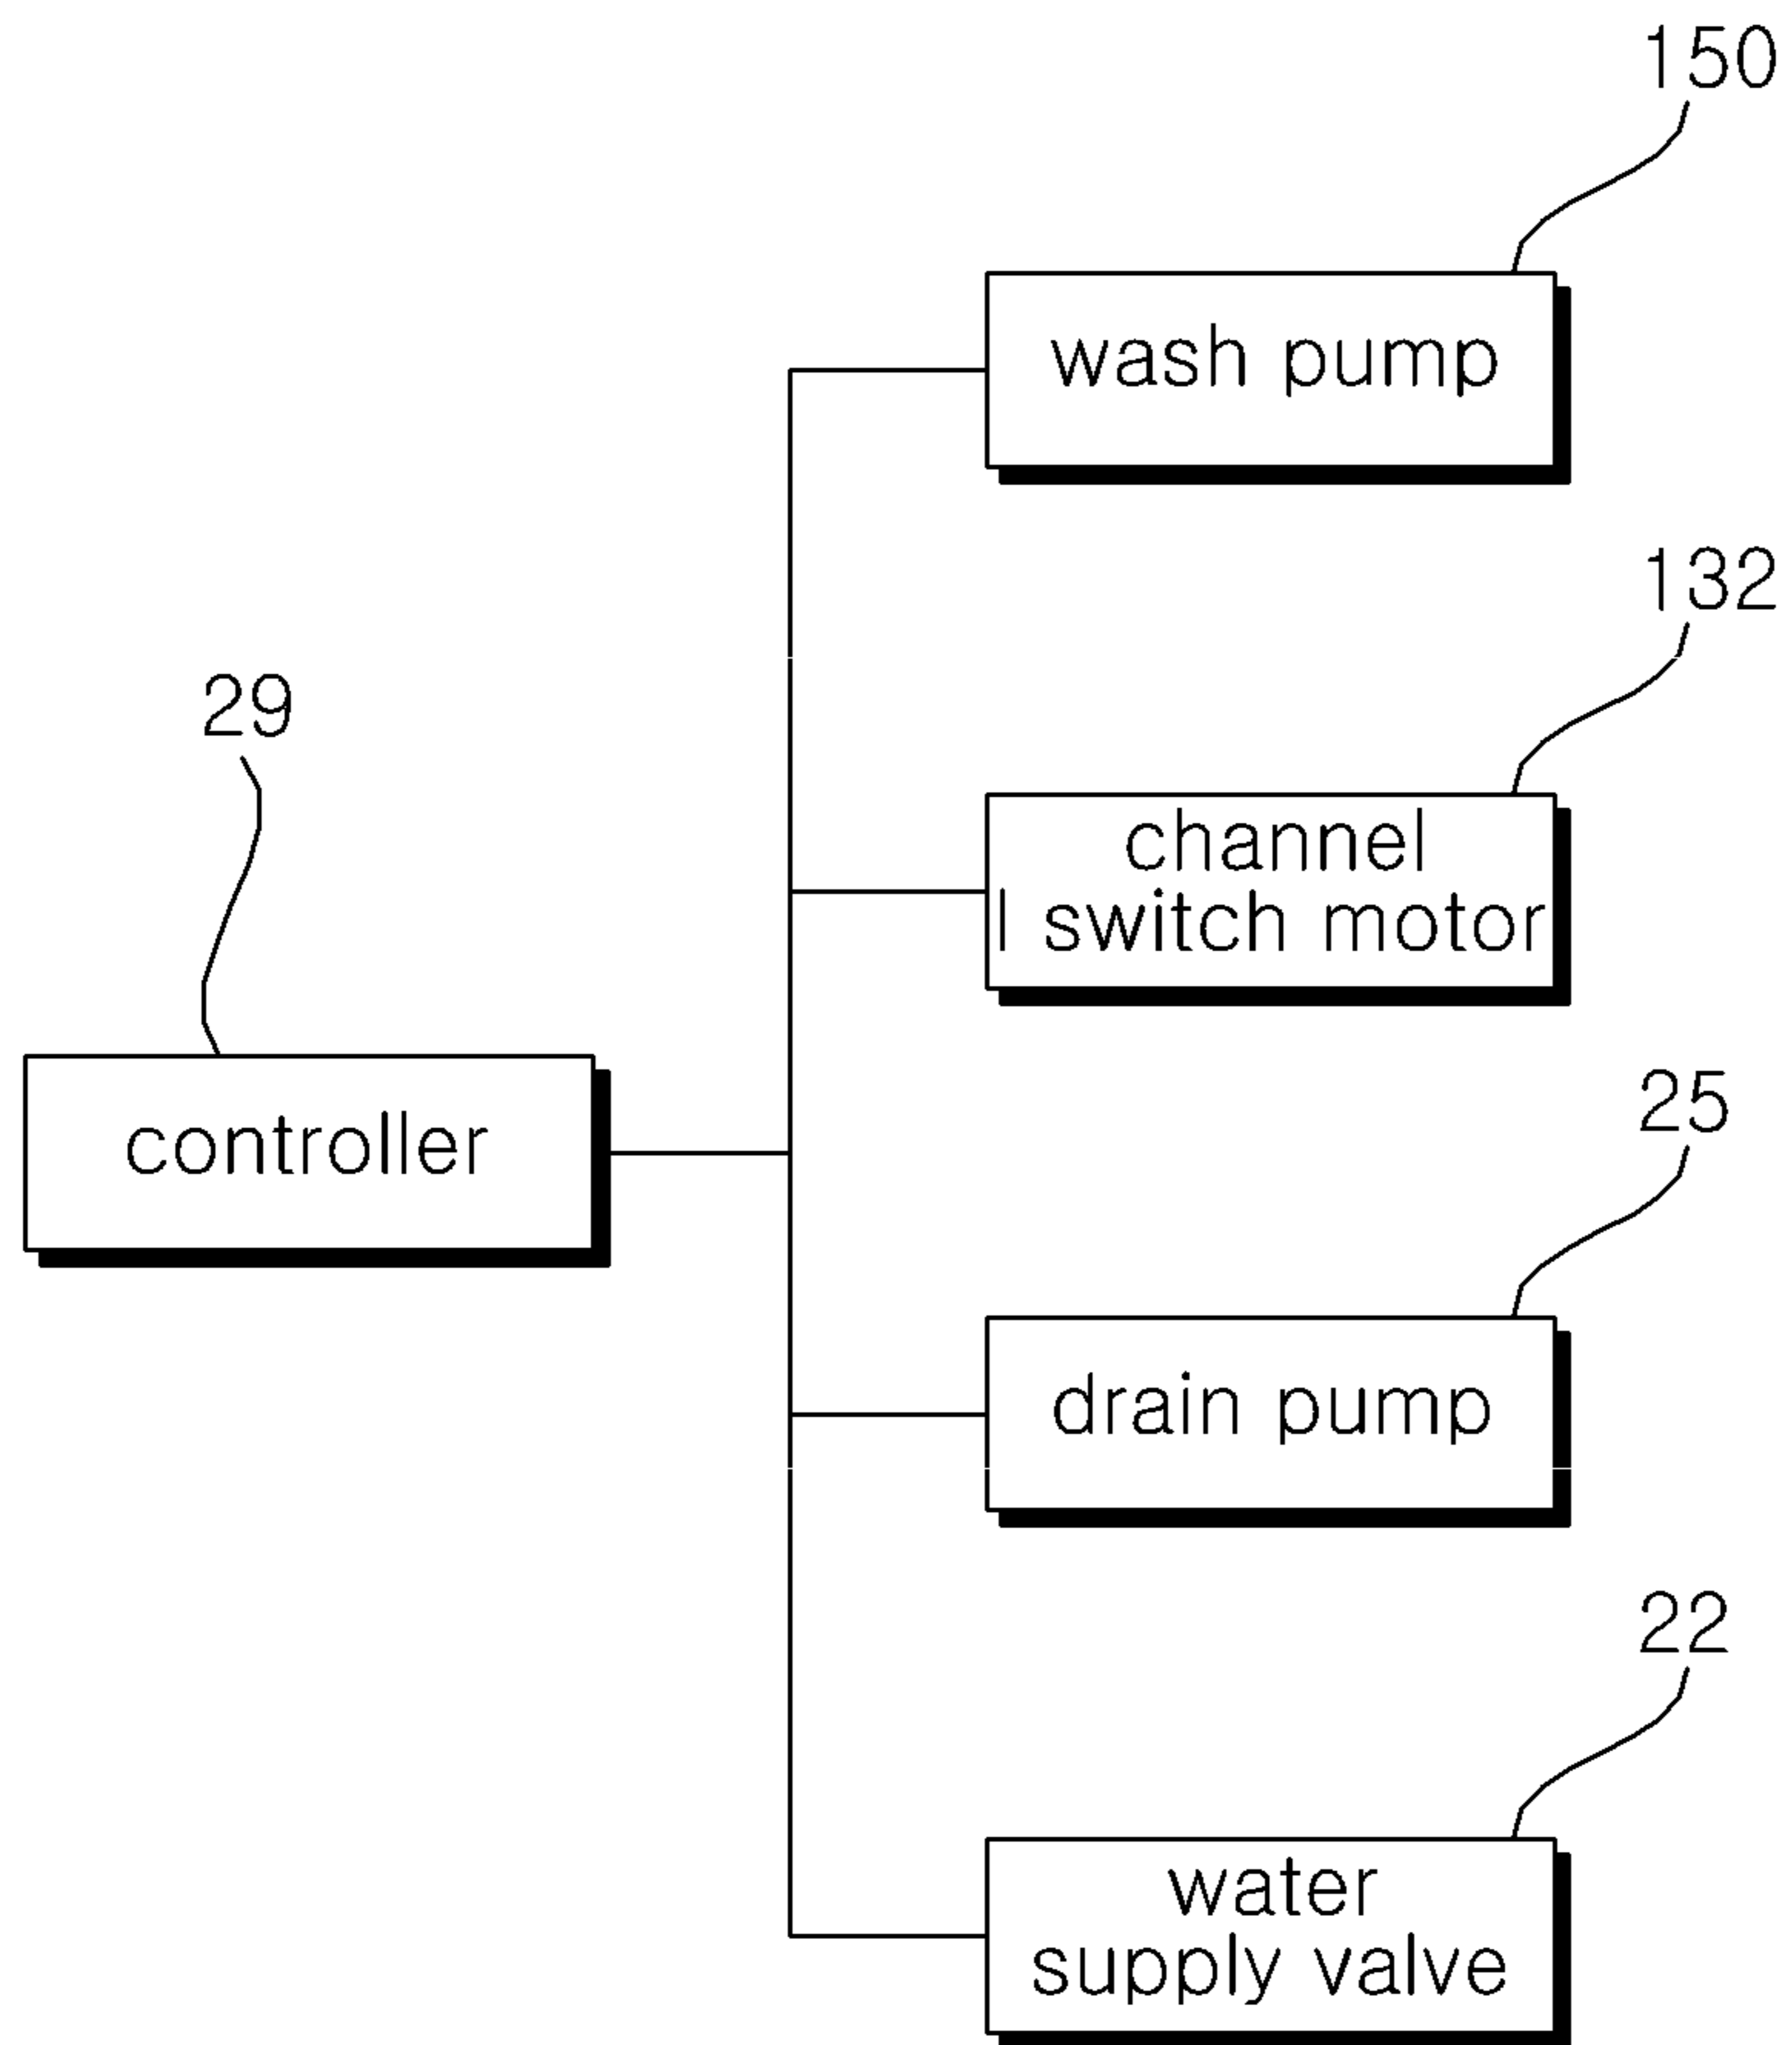 150
wash pump
132
29
channel
l switch motor
controller
25
drain pump
22
water
supply valve